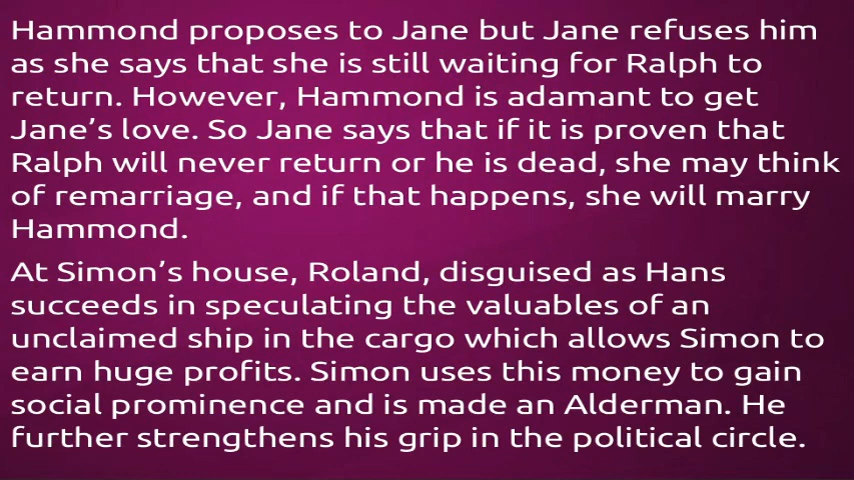 Hammond proposes to Jane but Jane refuses him
as she says that she is still waiting for Ralph to
return. However, Hammond is adamant to get
Jane’s love. So Jane says that if it is proven that
Ralph will never return or he is dead, she may think
of remarriage, and if that happens, she will marry
Hammond.
At Simon’s house, Roland, disguised as Hans
succeeds in speculating the valuables of an
unclaimed ship in the cargo which allows Simon to
earn huge profits. Simon uses this money to gain
social prominence and is made an Alderman. He
further strengthens his grip in the political circle.